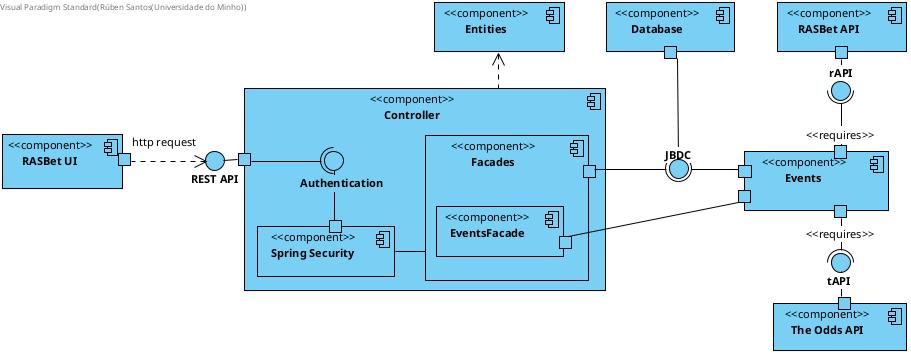 Visual Paradigm Standard(Rúben Santos(Universidade do Minho))
<<component>>
Entities
<<component>>
Database
<<component>>
RASBet API
rAPI
<<component>>
Controller
<<component>>
RASBet UI
http request
REST API
Authentication
<<component>>
Facades
JBDC
<<requires>>
<<component>>
Events
<<component>>
EventsFacade
<<component>>
Spring Security
<<requires>>
tAPI
<<component>>
The Odds API